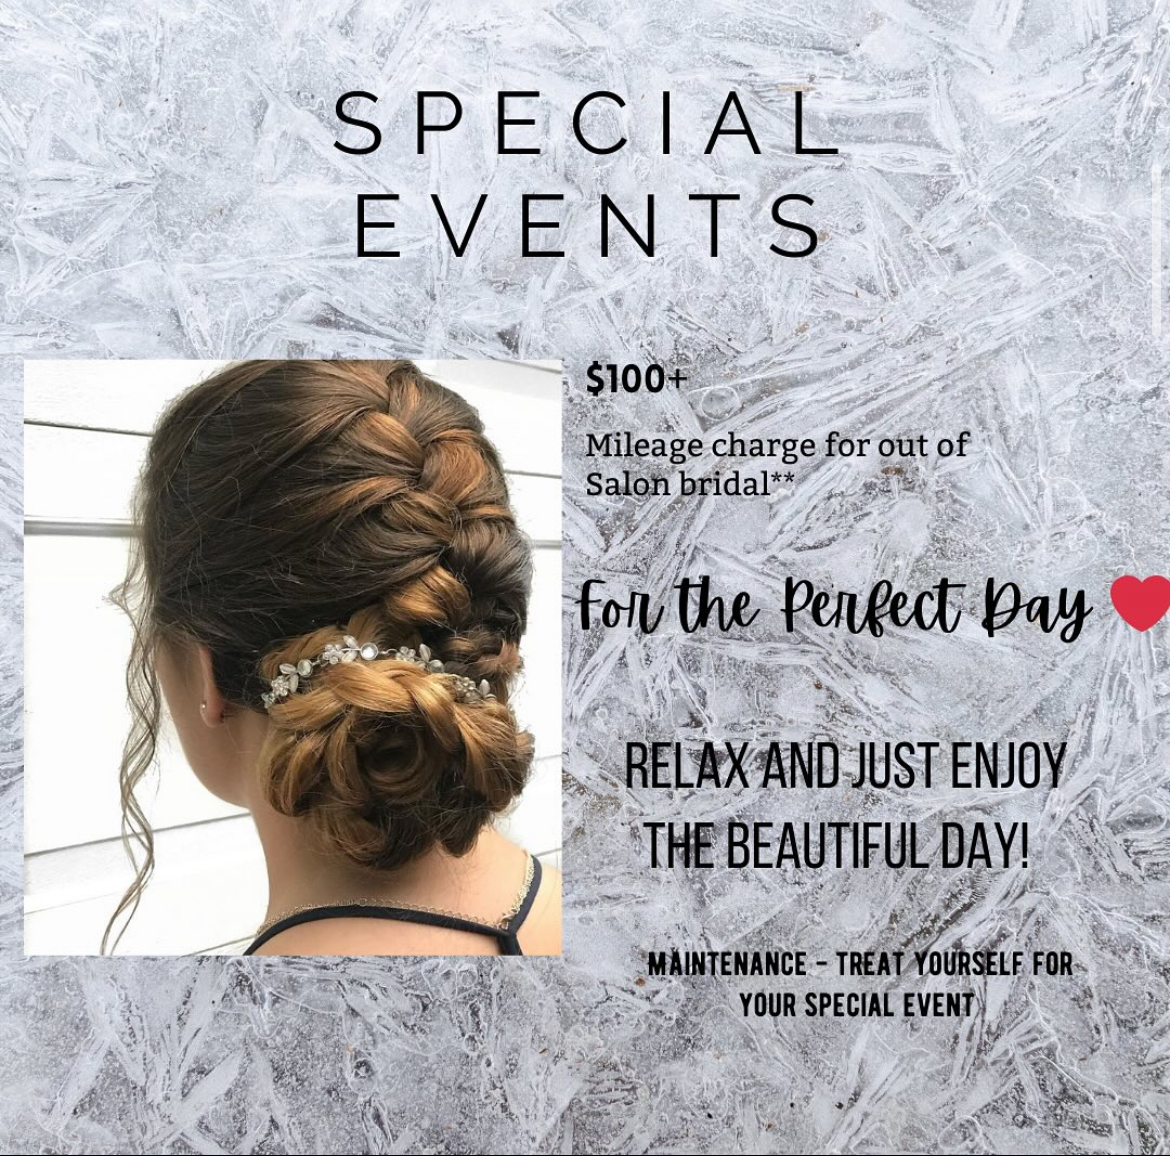 SPECIAL
EVENTS
$100+
Mileage charge for out of
Salon bridal**
For the Perfect Day ❤️
RELAX AND JUST ENJOY
THE BEAUTIFUL DAY!
MAINTENANCE - TREAT YOURSELF FOR
YOUR SPECIAL EVENT